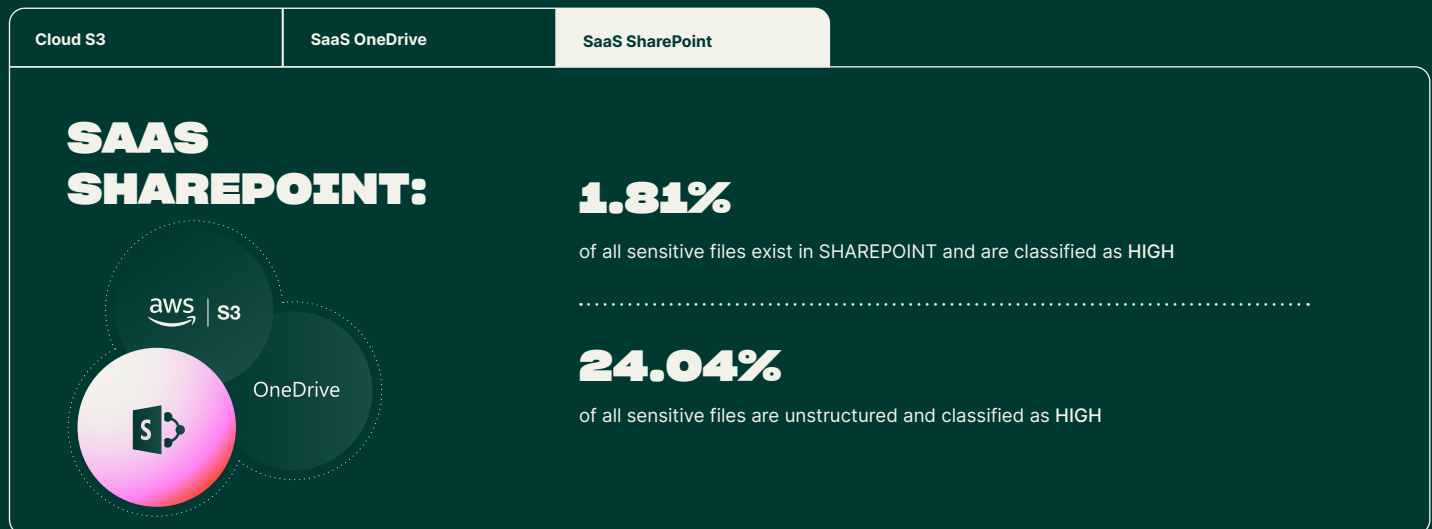 Cloud S3
SaaS OneDrive
SaaS SharePoint
SAAS
SHAREPOINT:
aws | S3
OneDrive
S
1.81%
of all sensitive files exist in SHAREPOINT and are classified as HIGH
24.04%
of all sensitive files are unstructured and classified as HIGH